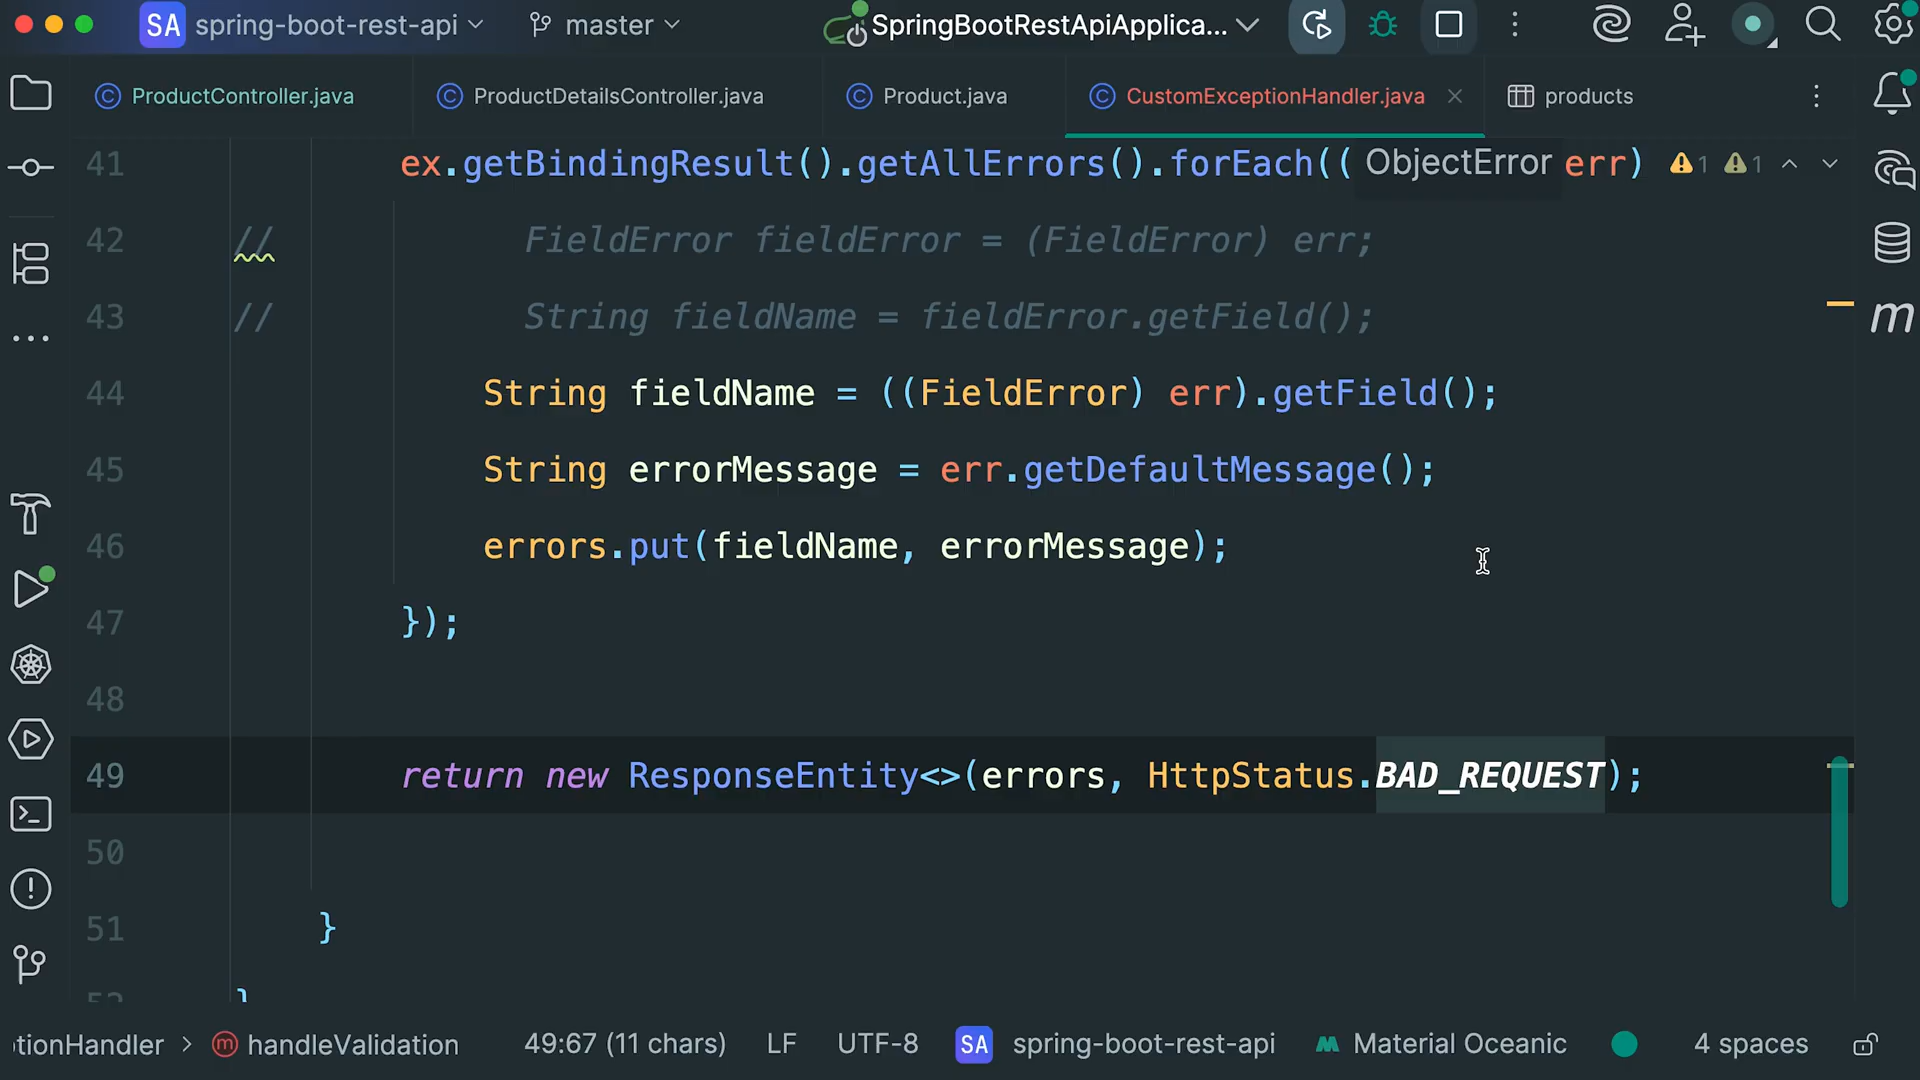 SA spring-boot-rest-api master SpringBootRestApiApplica...
ProductController.java ProductDetailsController.java Product.java CustomExceptionHandler.java products
41 ex.getBindingResult().getAllErrors().forEach(( ObjectError err) 1 1
42 // FieldError fieldError = (FieldError) err;
43 // String fieldName = fieldError.getField();
44 String fieldName = ((FieldError) err).getField();
45 String errorMessage = err.getDefaultMessage();
46 errors.put(fieldName, errorMessage);
47 });
48
49 return new ResponseEntity<>(errors, HttpStatus.BAD_REQUEST);
50
51 }
52 }
tionHandler > handleValidation 49:67 (11 chars) LF UTF-8 SA spring-boot-rest-api Material Oceanic 4 spaces